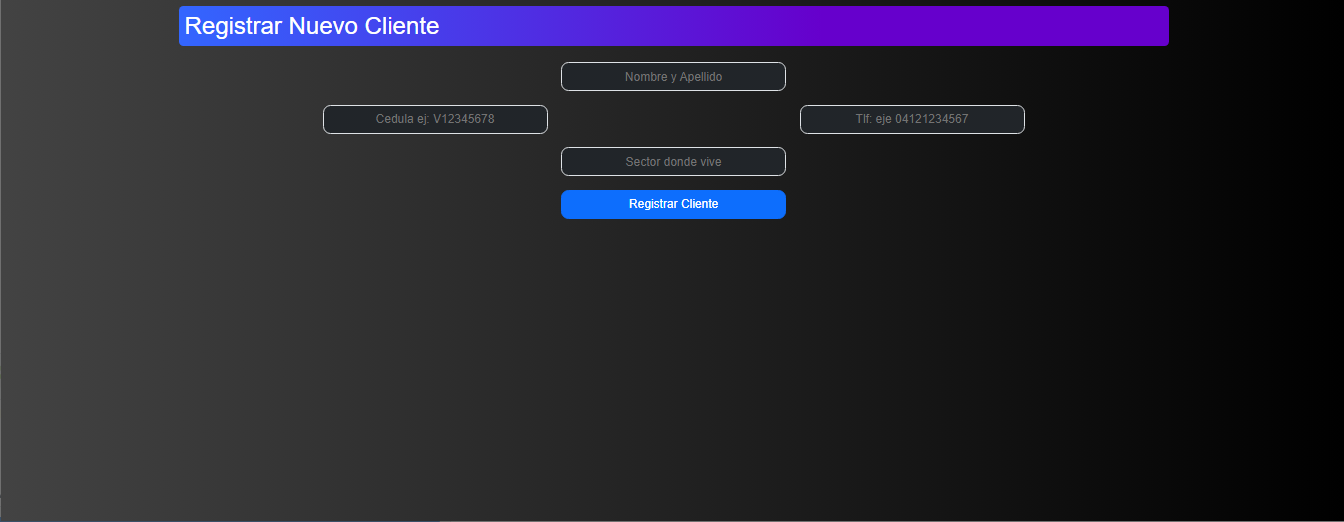 Registrar Nuevo Cliente
Nombre y Apellido
Cedula ej: V12345678
Tlf: eje 04121234567
Sector donde vive
Registrar Cliente